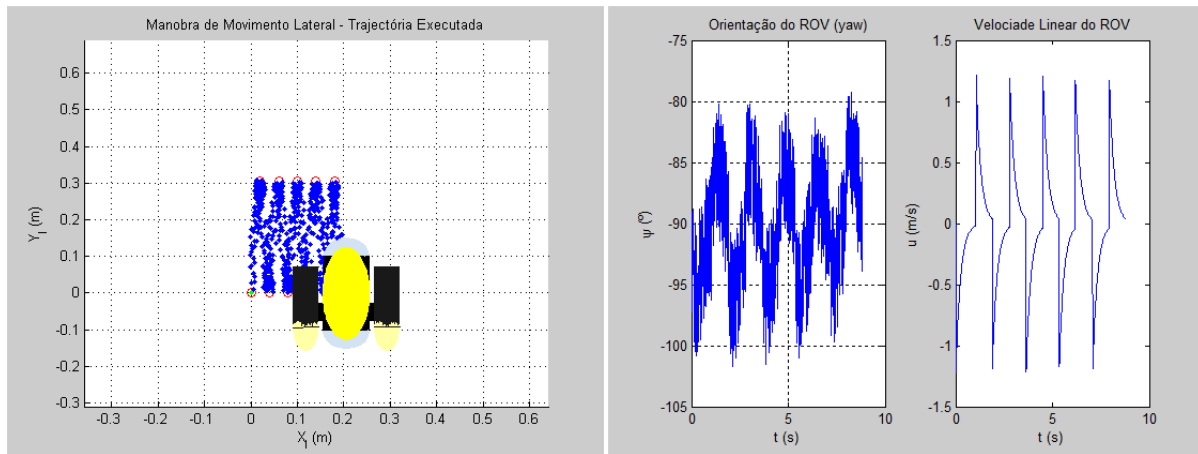 Manobra de Movimento Lateral - Trajectória Executada
0.6
0.5
0.4
0.3
0.2
0.1
0
-0.1
-0.2
-0.3
Y_I (m)
-0.3 -0.2 -0.1 0 0.1 0.2 0.3 0.4 0.5 0.6
X_I (m)
Orientação do ROV (yaw)
-75
-80
-85
-90
-95
-100
-105
ψ (º)
0 5 10
t (s)
Velociade Linear do ROV
1.5
1
0.5
0
-0.5
-1
-1.5
u (m/s)
0 5 10
t (s)